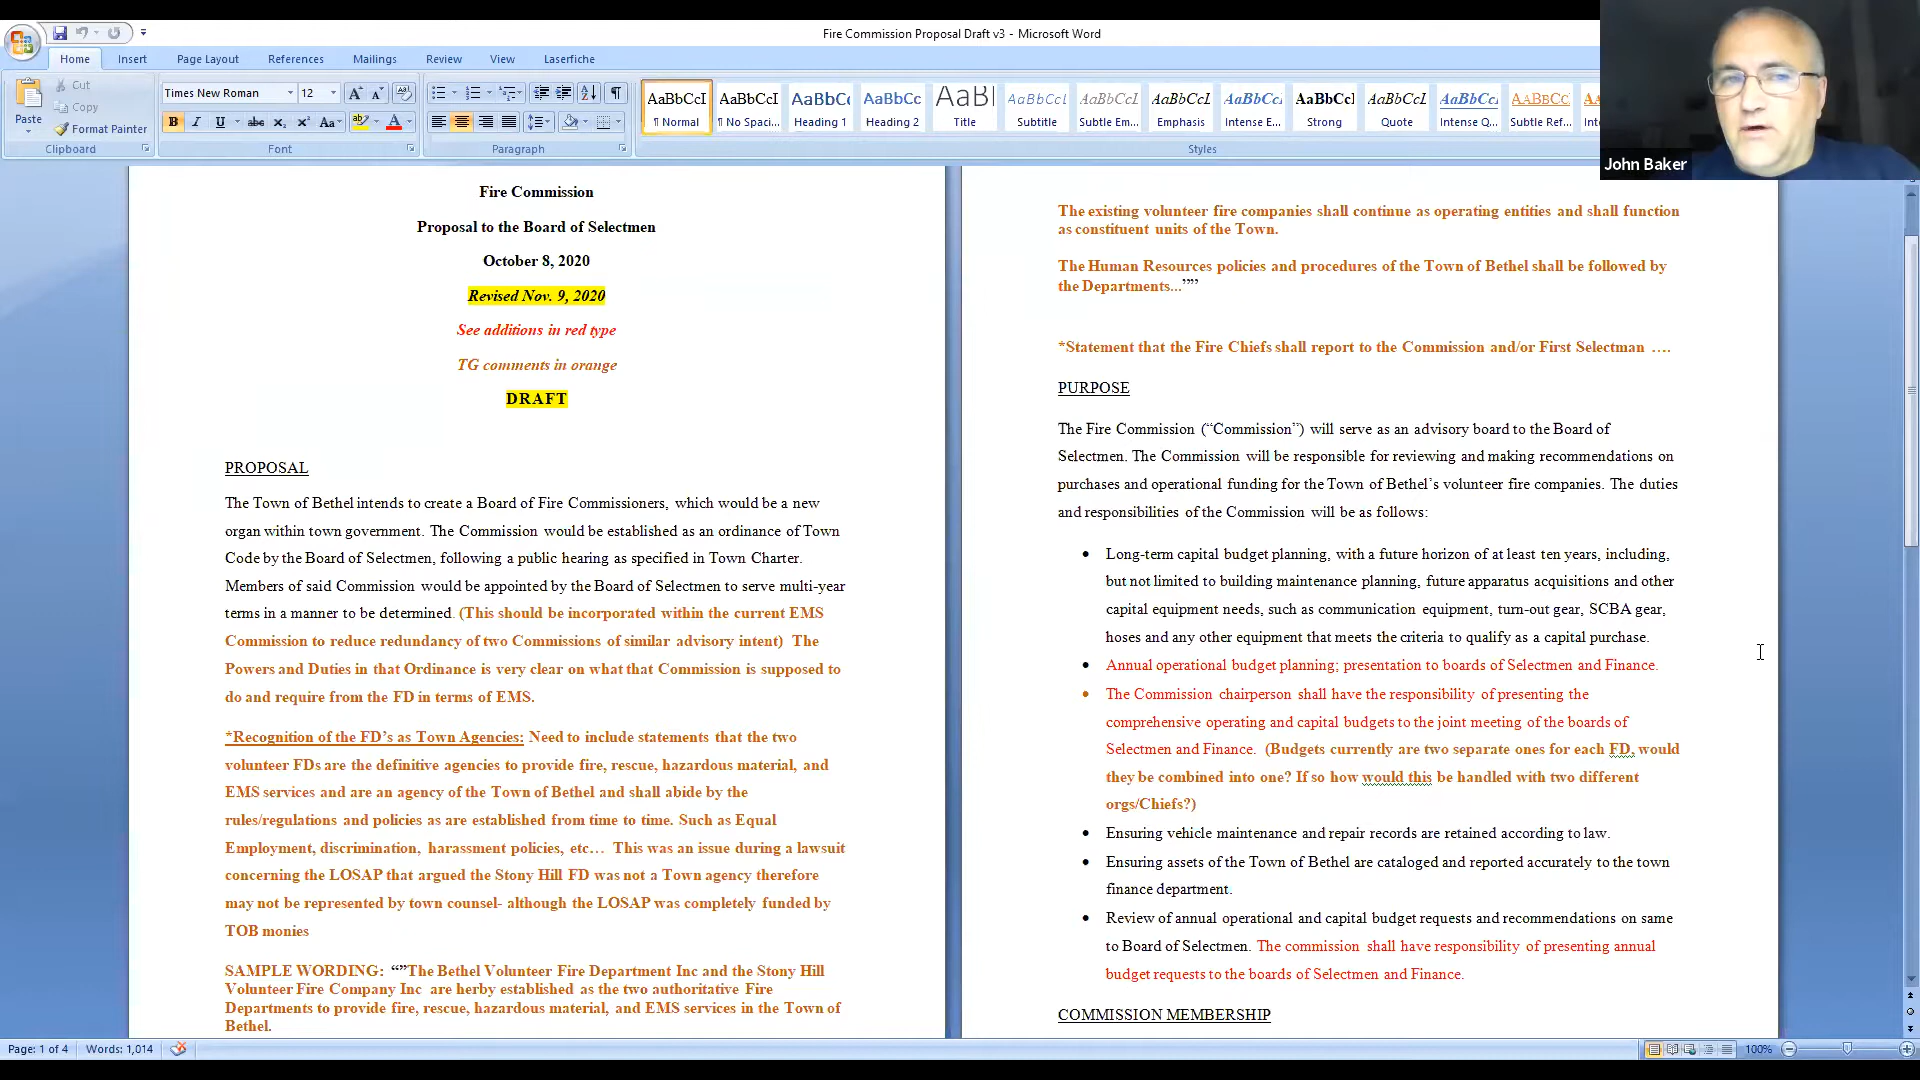 Fire Commission Proposal Draft v3 - Microsoft Word
Home
Insert
Page Layout
References
Mailings
Review
View
Laserfiche
Paste
Cut
Copy
Format Painter
Clipboard
Times New Roman
12
Font
Paragraph
AaBbCcI AaBbCcI AaBbCc AaBbCc AaBI AaBbCcL AaBbCcL AaBbCcL AaBbCcL AaBbCcI AaBbCcL AaBbCcL AaBbCcL
¶ Normal
¶ No Spaci...
Heading 1
Heading 2
Title
Subtitle
Subtle Em...
Emphasis
Intense E...
Strong
Quote
Intense Q...
Subtle Ref...
Styles
John Baker
Fire Commission
Proposal to the Board of Selectmen
October 8, 2020
Revised Nov. 9, 2020
See additions in red type
TG comments in orange
DRAFT
PROPOSAL
The Town of Bethel intends to create a Board of Fire Commissioners, which would be a new
organ within town government. The Commission would be established as an ordinance of Town
Code by the Board of Selectmen, following a public hearing as specified in Town Charter.
Members of said Commission would be appointed by the Board of Selectmen to serve multi-year
terms in a manner to be determined. (This should be incorporated within the current EMS
Commission to reduce redundancy of two Commissions of similar advisory intent) The
Powers and Duties in that Ordinance is very clear on what that Commission is supposed to
do and require from the FD in terms of EMS.
*Recognition of the FD's as Town Agencies: Need to include statements that the two
volunteer FDs are the definitive agencies to provide fire, rescue, hazardous material, and
EMS services and are an agency of the Town of Bethel and shall abide by the
rules/regulations and policies as are established from time to time. Such as Equal
Employment, discrimination, harassment policies, etc… This was an issue during a lawsuit
concerning the LOSAP that argued the Stony Hill FD was not a Town agency therefore
may not be represented by town counsel- although the LOSAP was completely funded by
TOB monies
SAMPLE WORDING: “”The Bethel Volunteer Fire Department Inc and the Stony Hill
Volunteer Fire Company Inc are herby established as the two authoritative Fire
Departments to provide fire, rescue, hazardous material, and EMS services in the Town of
Bethel.
The existing volunteer fire companies shall continue as operating entities and shall function
as constituent units of the Town.
The Human Resources policies and procedures of the Town of Bethel shall be followed by
the Departments...””
*Statement that the Fire Chiefs shall report to the Commission and/or First Selectman ….
PURPOSE
The Fire Commission (“Commission”) will serve as an advisory board to the Board of
Selectmen. The Commission will be responsible for reviewing and making recommendations on
purchases and operational funding for the Town of Bethel’s volunteer fire companies. The duties
and responsibilities of the Commission will be as follows:
• Long-term capital budget planning, with a future horizon of at least ten years, including,
but not limited to building maintenance planning, future apparatus acquisitions and other
capital equipment needs, such as communication equipment, turn-out gear, SCBA gear,
hoses and any other equipment that meets the criteria to qualify as a capital purchase.
• Annual operational budget planning; presentation to boards of Selectmen and Finance.
• The Commission chairperson shall have the responsibility of presenting the
comprehensive operating and capital budgets to the joint meeting of the boards of
Selectmen and Finance. (Budgets currently are two separate ones for each FD, would
they be combined into one? If so how would this be handled with two different
orgs/Chiefs?)
• Ensuring vehicle maintenance and repair records are retained according to law.
• Ensuring assets of the Town of Bethel are cataloged and reported accurately to the town
finance department.
• Review of annual operational and capital budget requests and recommendations on same
to Board of Selectmen. The commission shall have responsibility of presenting annual
budget requests to the boards of Selectmen and Finance.
COMMISSION MEMBERSHIP
Page: 1 of 4
Words: 1,014
100%